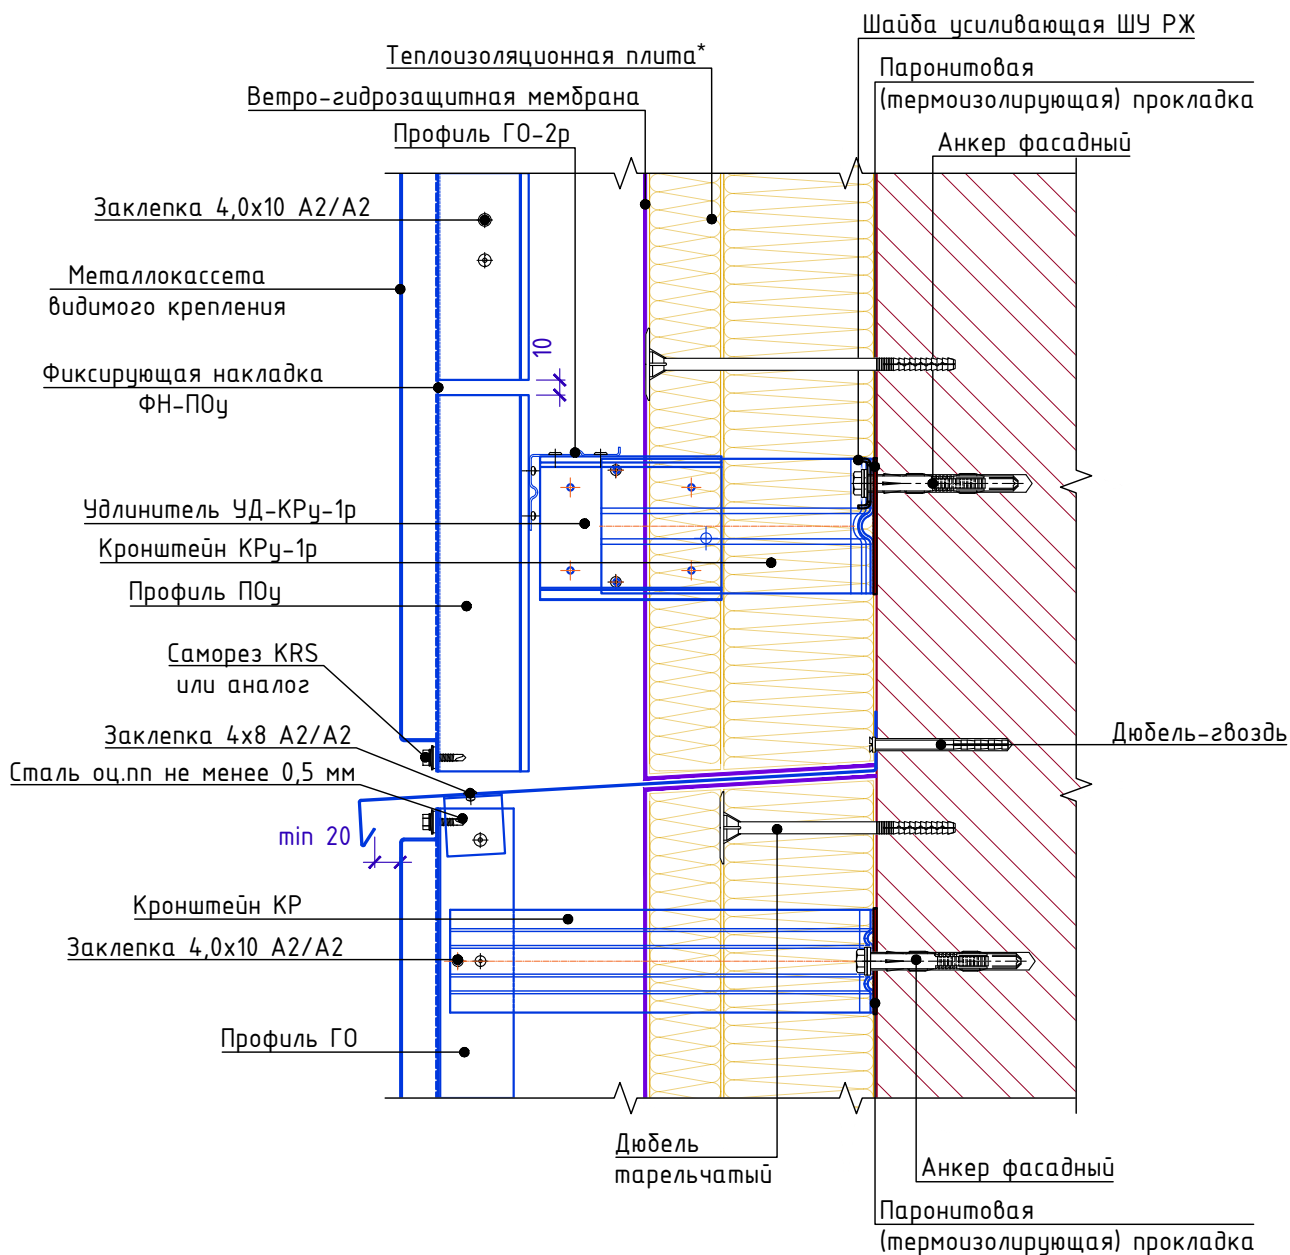 Шайба усиливающая ШУ РЖ
Теплоизоляционная плита*
Паронитовая
(термоизолирующая) прокладка
Ветро-гидрозащитная мембрана
Профиль ГО-2р
Анкер фасадный
Заклепка 4,0х10 А2/А2
Металлокассета
видимого крепления
10
Фиксирующая накладка
ФН-ПОу
Удлинитель УД-КРу-1р
Кронштейн КРу-1р
Профиль ПОу
Саморез KRS
или аналог
Заклепка 4х8 А2/А2
Дюбель-гвоздь
Сталь оц.пп не менее 0,5 мм
min 20
Кронштейн КР
Заклепка 4,0х10 А2/А2
Профиль ГО
Дюбель
тарельчатый
Анкер фасадный
Паронитовая
(термоизолирующая) прокладка